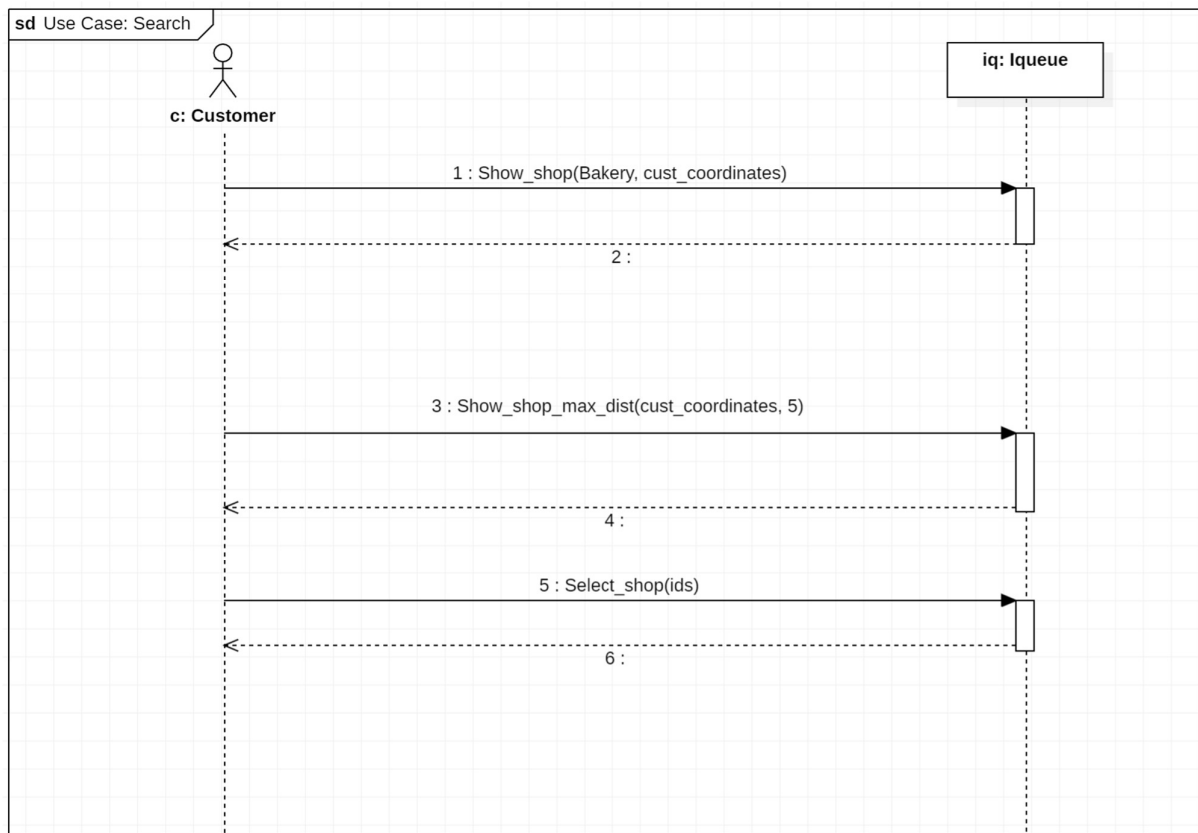 sd Use Case: Search
iq: Iqueue
c: Customer
1 : Show_shop(Bakery, cust_coordinates)
2 :
3 : Show_shop_max_dist(cust_coordinates, 5)
4 :
5 : Select_shop(ids)
6 :